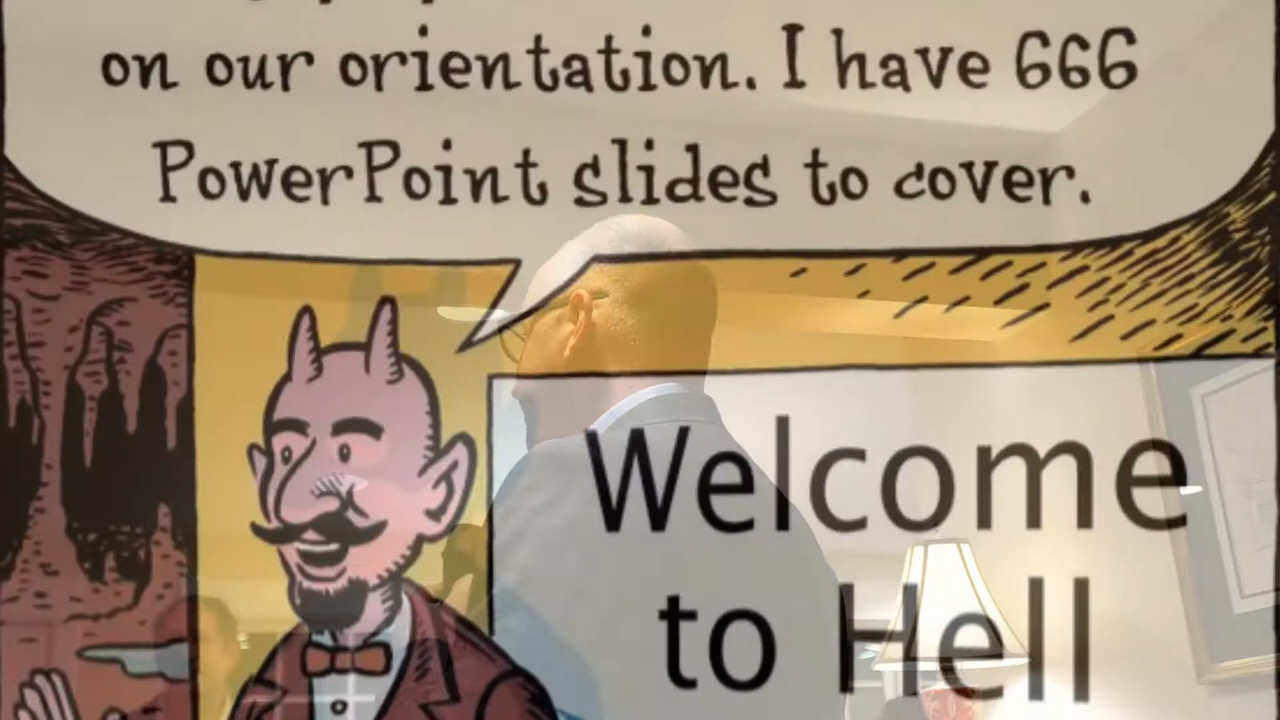 on our orientation. I have 666
PowerPoint slides to cover.
Welcome
to Hell